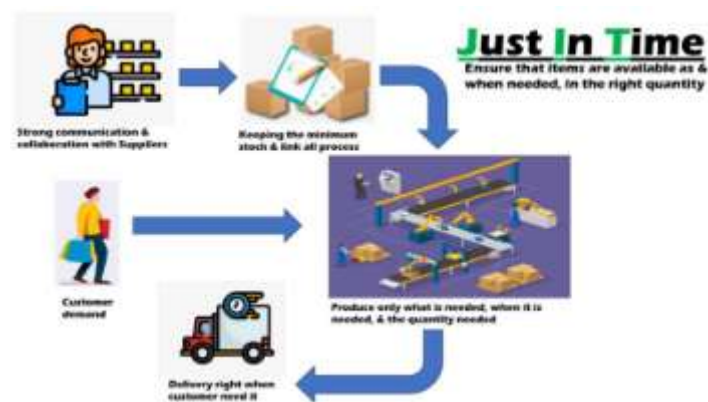 Just In Time
Ensure that items are available as &
when needed, In the right quantity
Strong communication &
collaboration with Suppliers
Keeping the minimum
stock & link all process
Customer
demand
Produce only what is needed, when it is
needed, & the quantity needed
Delivery right when
customer need it